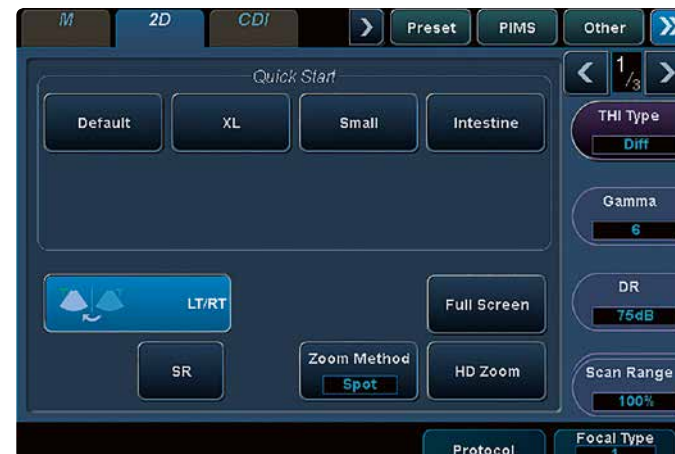 M 2D CDI Preset PIMS Other
Quick Start
1/3
Default XL Small Intestine
THI Type
Diff
Gamma
6
DR
75dB
LT/RT
Full Screen
SR
Zoom Method
Spot
HD Zoom
Scan Range
100%
Protocol
Focal Type
1